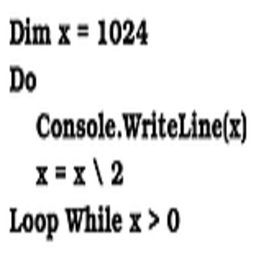 Dim x = 1024
Do
    Console.WriteLine(x)
    x = x \ 2
Loop While x > 0